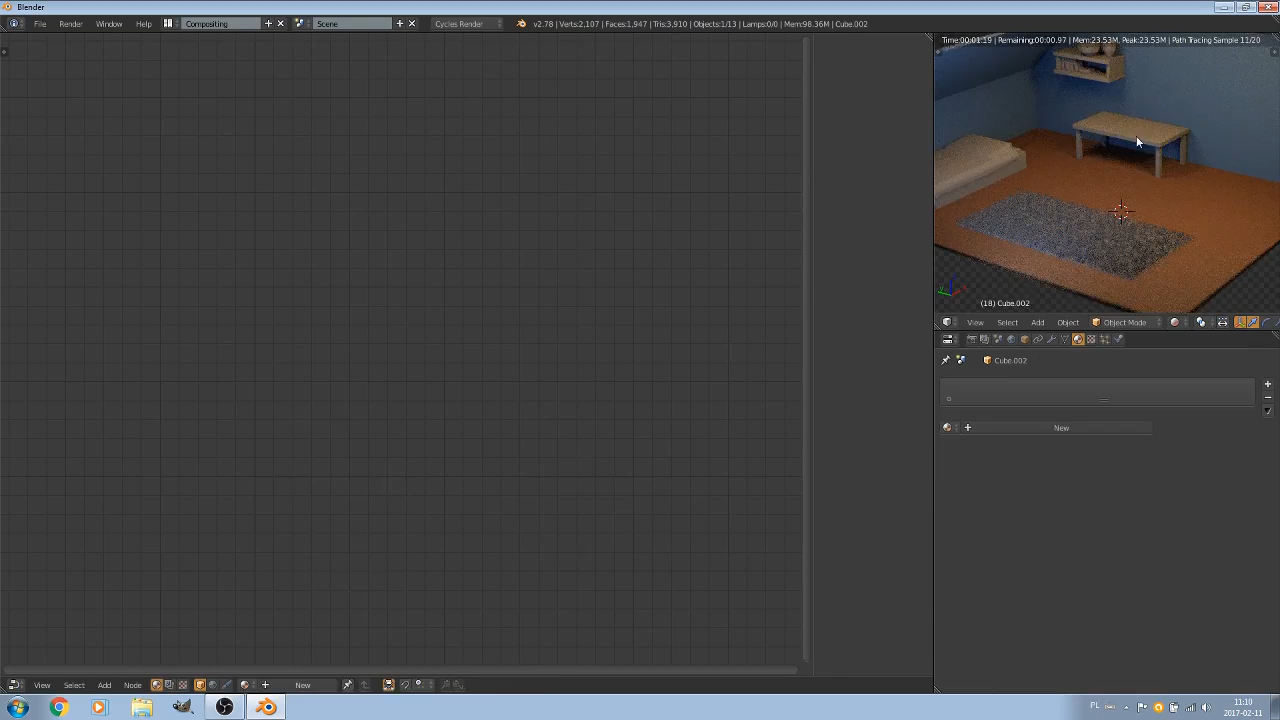 Blender
File Render Window Help Compositing Scene Cycles Render v2.78 | Verts:2,107 | Faces:1,947 | Tris:3,910 | Objects:1/13 | Lamps:0/0 | Mem:98.36M | Cube.002
Time:00:01.19 | Remaining:00:00.97 | Mem:23.53M, Peak:23.53M | Path Tracing Sample 11/20
(18) Cube.002
View Select Add Object Object Mode
Cube.002
New
View Select Add Node New
PL
11:10
2017-02-11